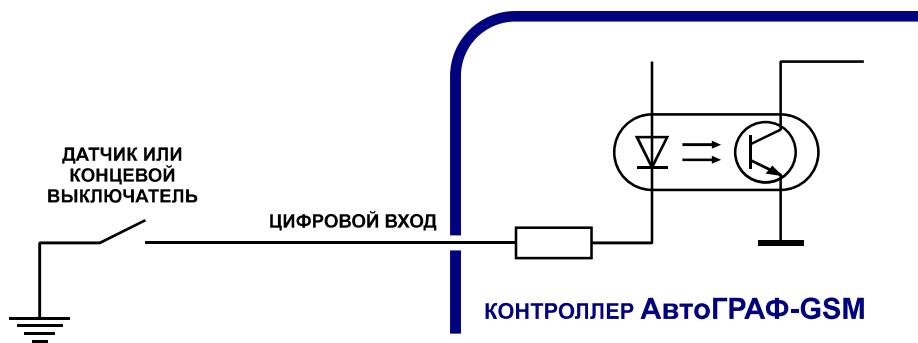 ДАТЧИК ИЛИ
КОНЦЕВОЙ
ВЫКЛЮЧАТЕЛЬ
ЦИФРОВОЙ ВХОД
КОНТРОЛЛЕР АвтоГРАФ-GSM